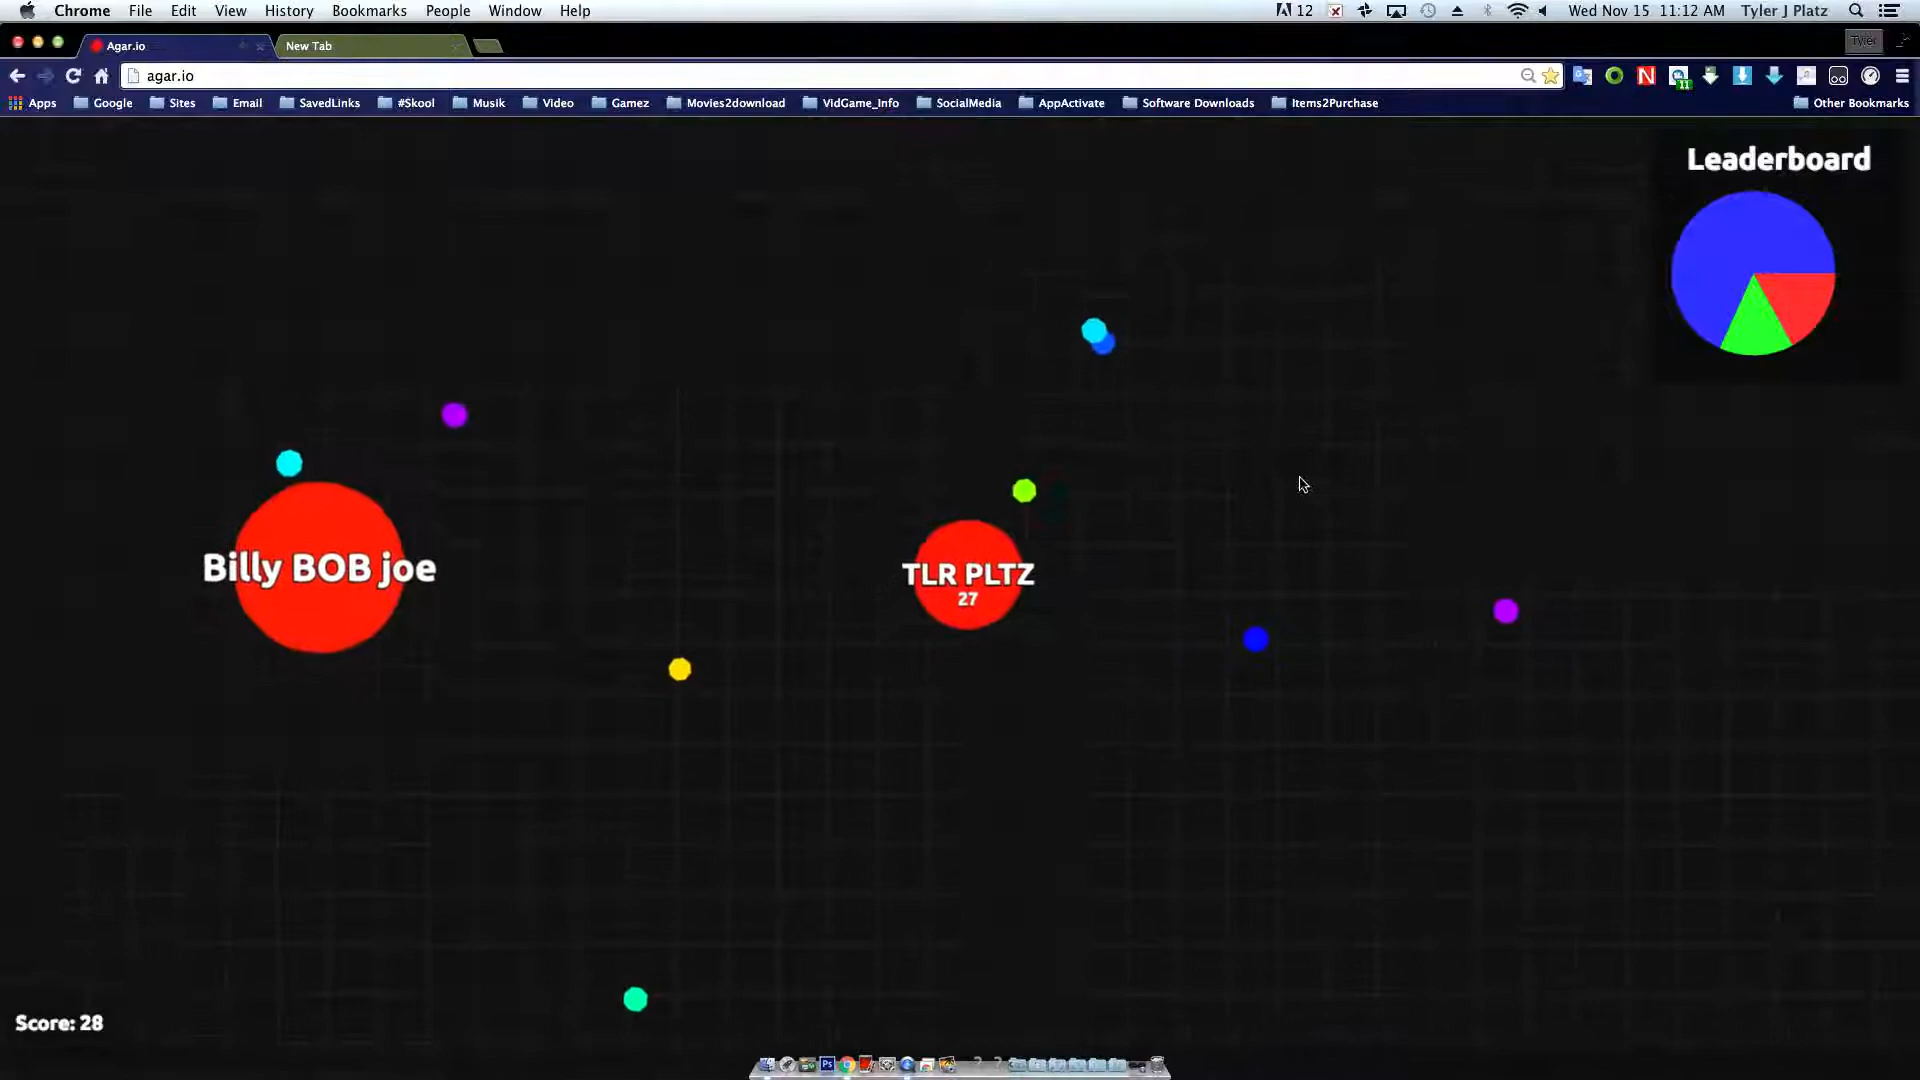 Chrome File Edit View History Bookmarks People Window Help 12 Wed Nov 15 11:12 AM Tyler J Platz
Agar.io New Tab Tyler
agar.io
Apps Google Sites Email SavedLinks #Skool Musik Video Gamez Movies2download VidGame_Info SocialMedia AppActivate Software Downloads Items2Purchase Other Bookmarks
Leaderboard
Billy BOB joe
TLR PLTZ
27
Score: 28